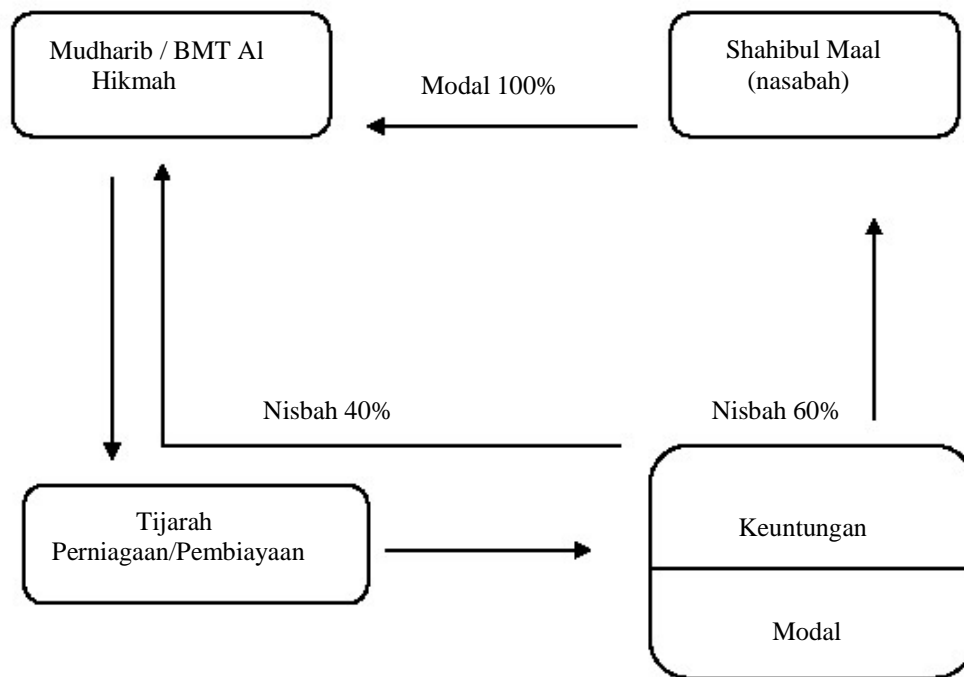 Mudharib / BMT Al
Hikmah
Modal 100%
Shahibul Maal
(nasabah)
Nisbah 40%
Nisbah 60%
Tijarah
Perniagaan/Pembiayaan
Keuntungan
Modal